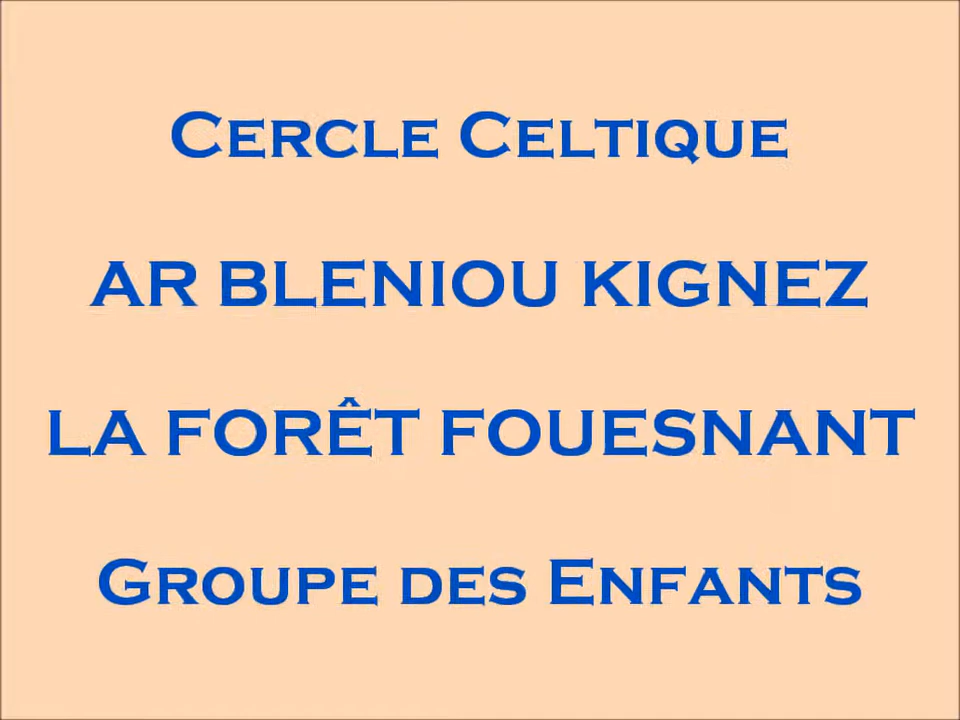 Cercle Celtique
AR BLENIOU KIGNEZ
LA FORÊT FOUESNANT
Groupe des Enfants